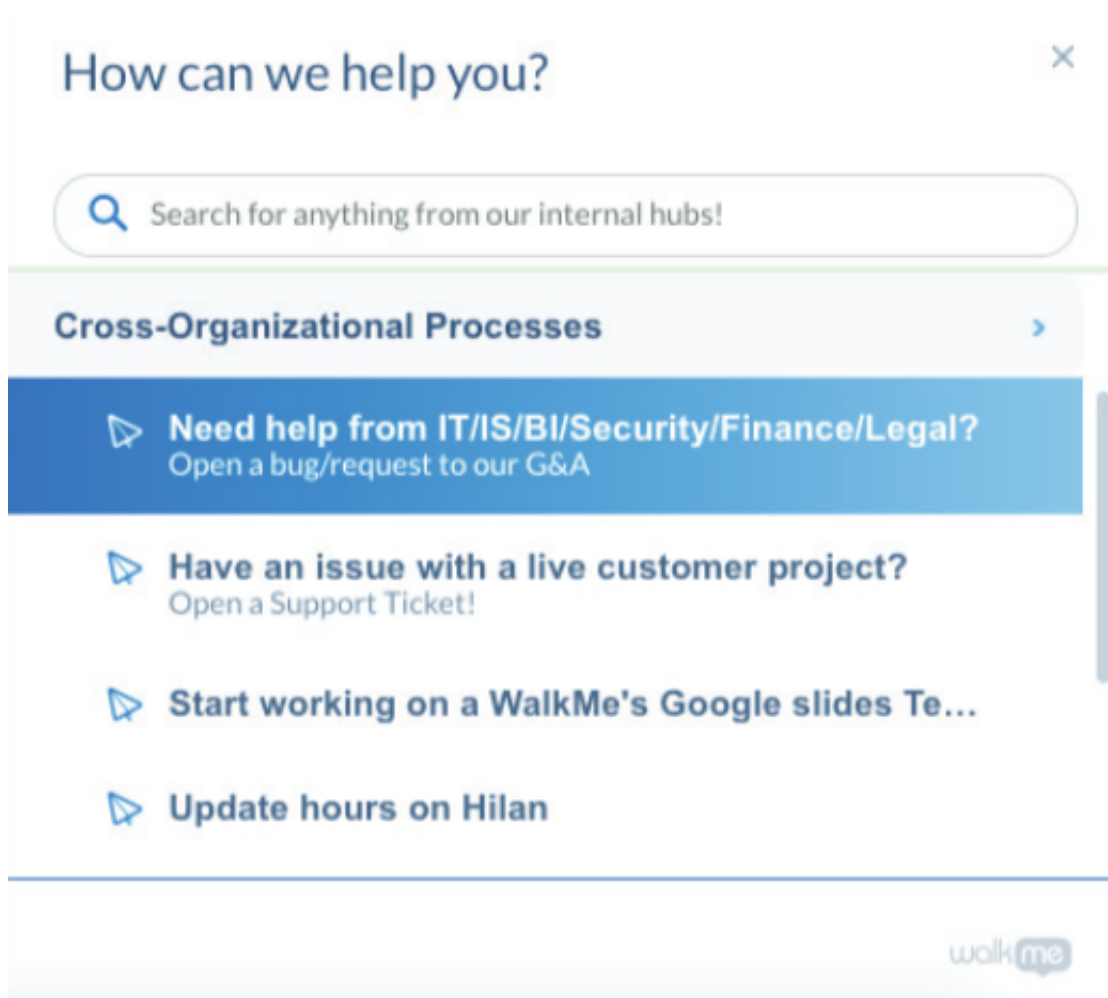 How can we help you?
Search for anything from our internal hubs!
Cross-Organizational Processes
Need help from IT/IS/BI/Security/Finance/Legal?
Open a bug/request to our G&A
Have an issue with a live customer project?
Open a Support Ticket!
Start working on a WalkMe's Google slides Te...
Update hours on Hilan
walkme